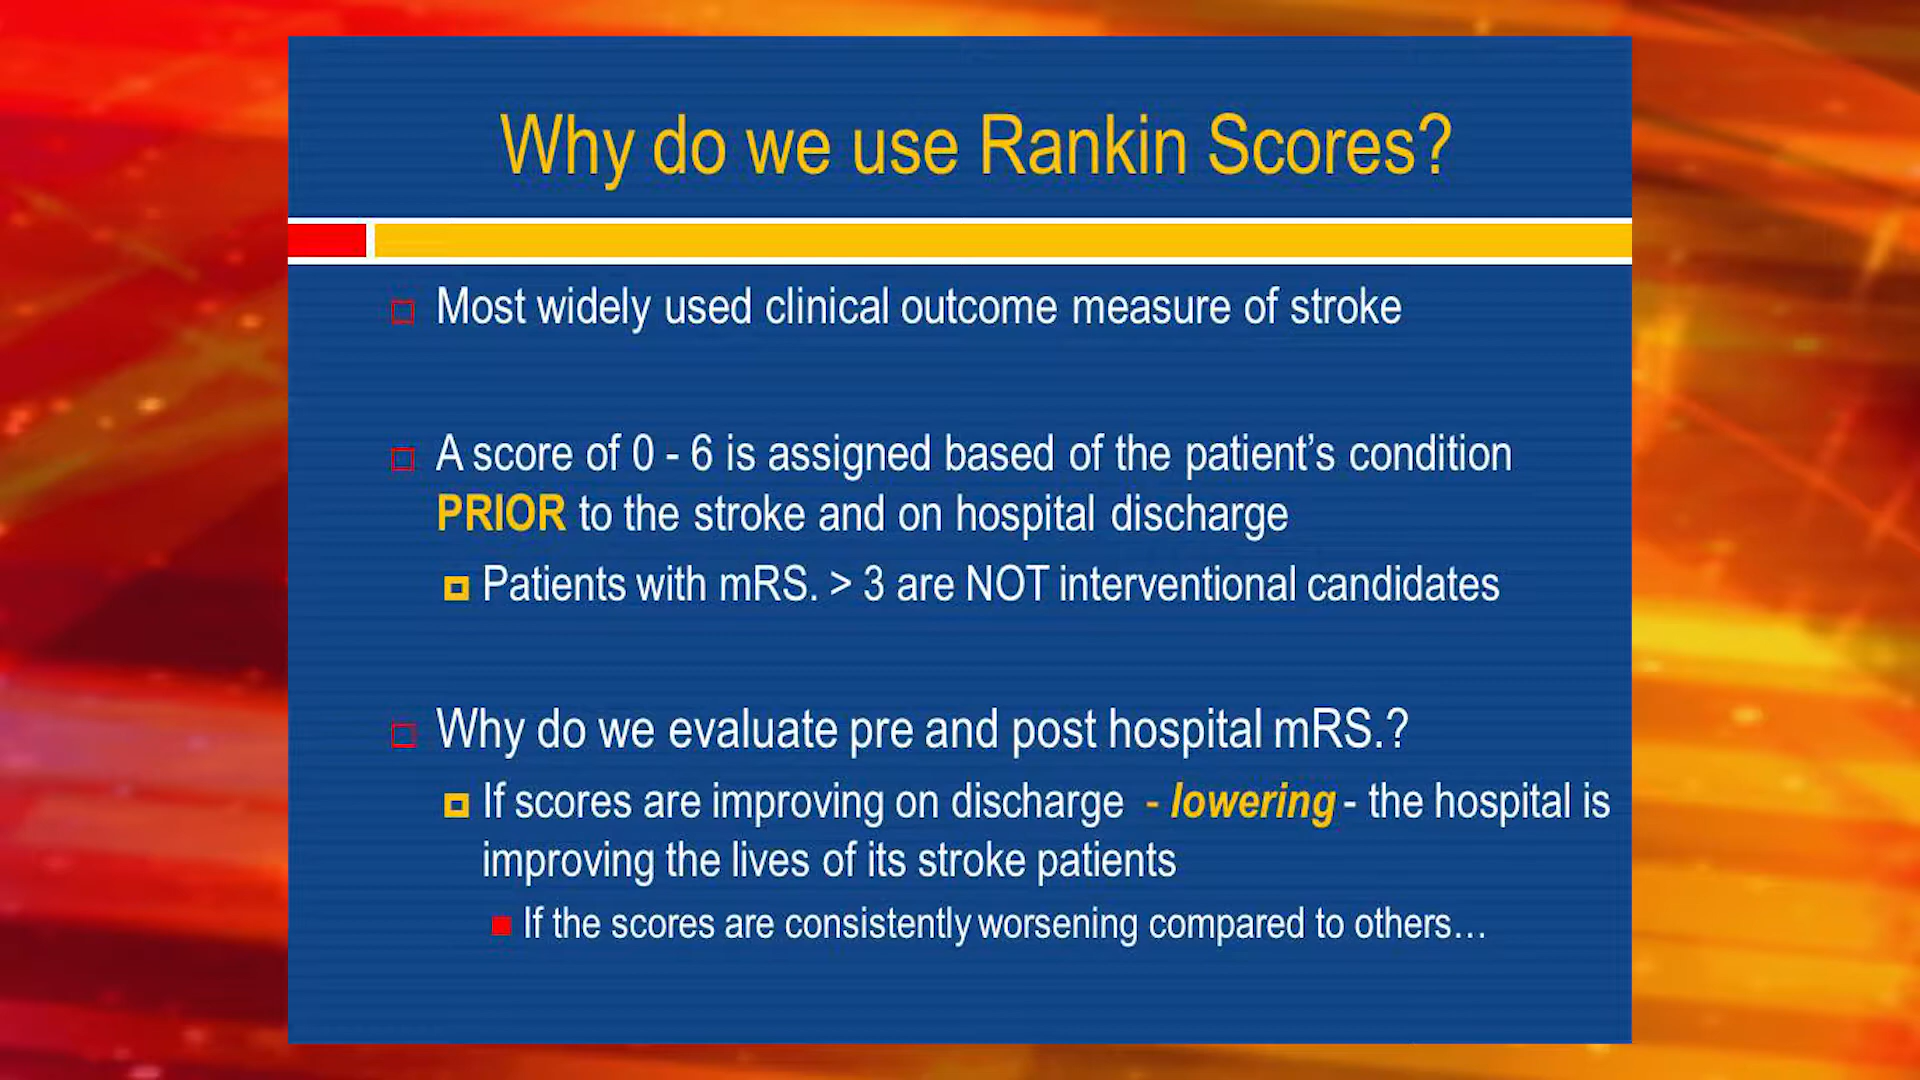 Why do we use Rankin Scores?
Most widely used clinical outcome measure of stroke
A score of 0 - 6 is assigned based of the patient’s condition
PRIOR to the stroke and on hospital discharge
Patients with mRS. > 3 are NOT interventional candidates
Why do we evaluate pre and post hospital mRS.?
If scores are improving on discharge - lowering - the hospital is
improving the lives of its stroke patients
If the scores are consistently worsening compared to others…